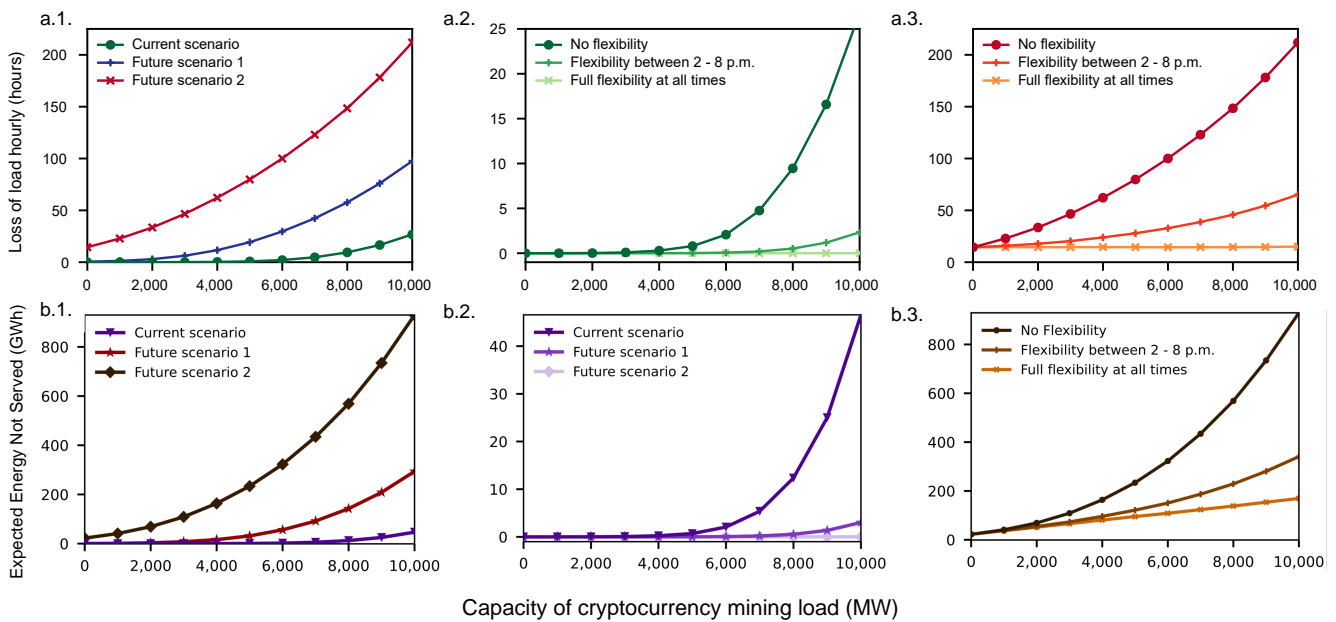 a.1.
Loss of load hourly (hours)
Current scenario
Future scenario 1
Future scenario 2
200
150
100
50
0
0 2,000 4,000 6,000 8,000 10,000
a.2.
No flexibility
Flexibility between 2 - 8 p.m.
Full flexibility at all times
25
20
15
10
5
0
0 2,000 4,000 6,000 8,000 10,000
a.3.
No flexibility
Flexibility between 2 - 8 p.m.
Full flexibility at all times
200
150
100
50
0
0 2,000 4,000 6,000 8,000 10,000
b.1.
Expected Energy Not Served (GWh)
Current scenario
Future scenario 1
Future scenario 2
800
600
400
200
0
0 2,000 4,000 6,000 8,000 10,000
b.2.
Current scenario
Future scenario 1
Future scenario 2
40
30
20
10
0
0 2,000 4,000 6,000 8,000 10,000
b.3.
No Flexibility
Flexibility between 2 - 8 p.m.
Full flexibility at all times
800
600
400
200
0
0 2,000 4,000 6,000 8,000 10,000
Capacity of cryptocurrency mining load (MW)